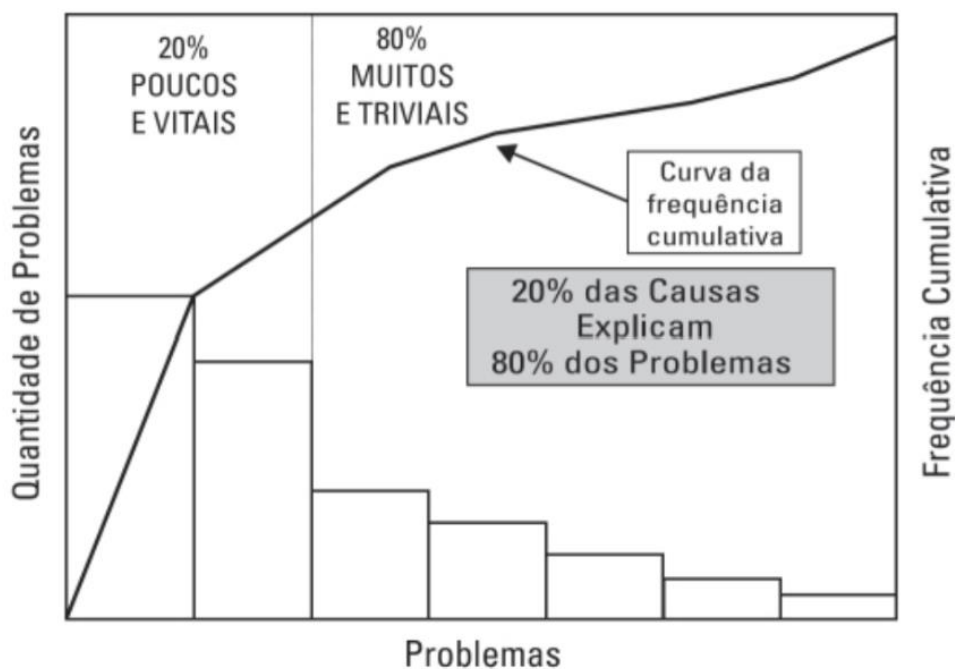 20%
POUCOS
E VITAIS
80%
MUITOS
E TRIVIAIS
Curva da
frequência
cumulativa
20% das Causas
Explicam
80% dos Problemas
Quantidade de Problemas
Frequência Cumulativa
Problemas